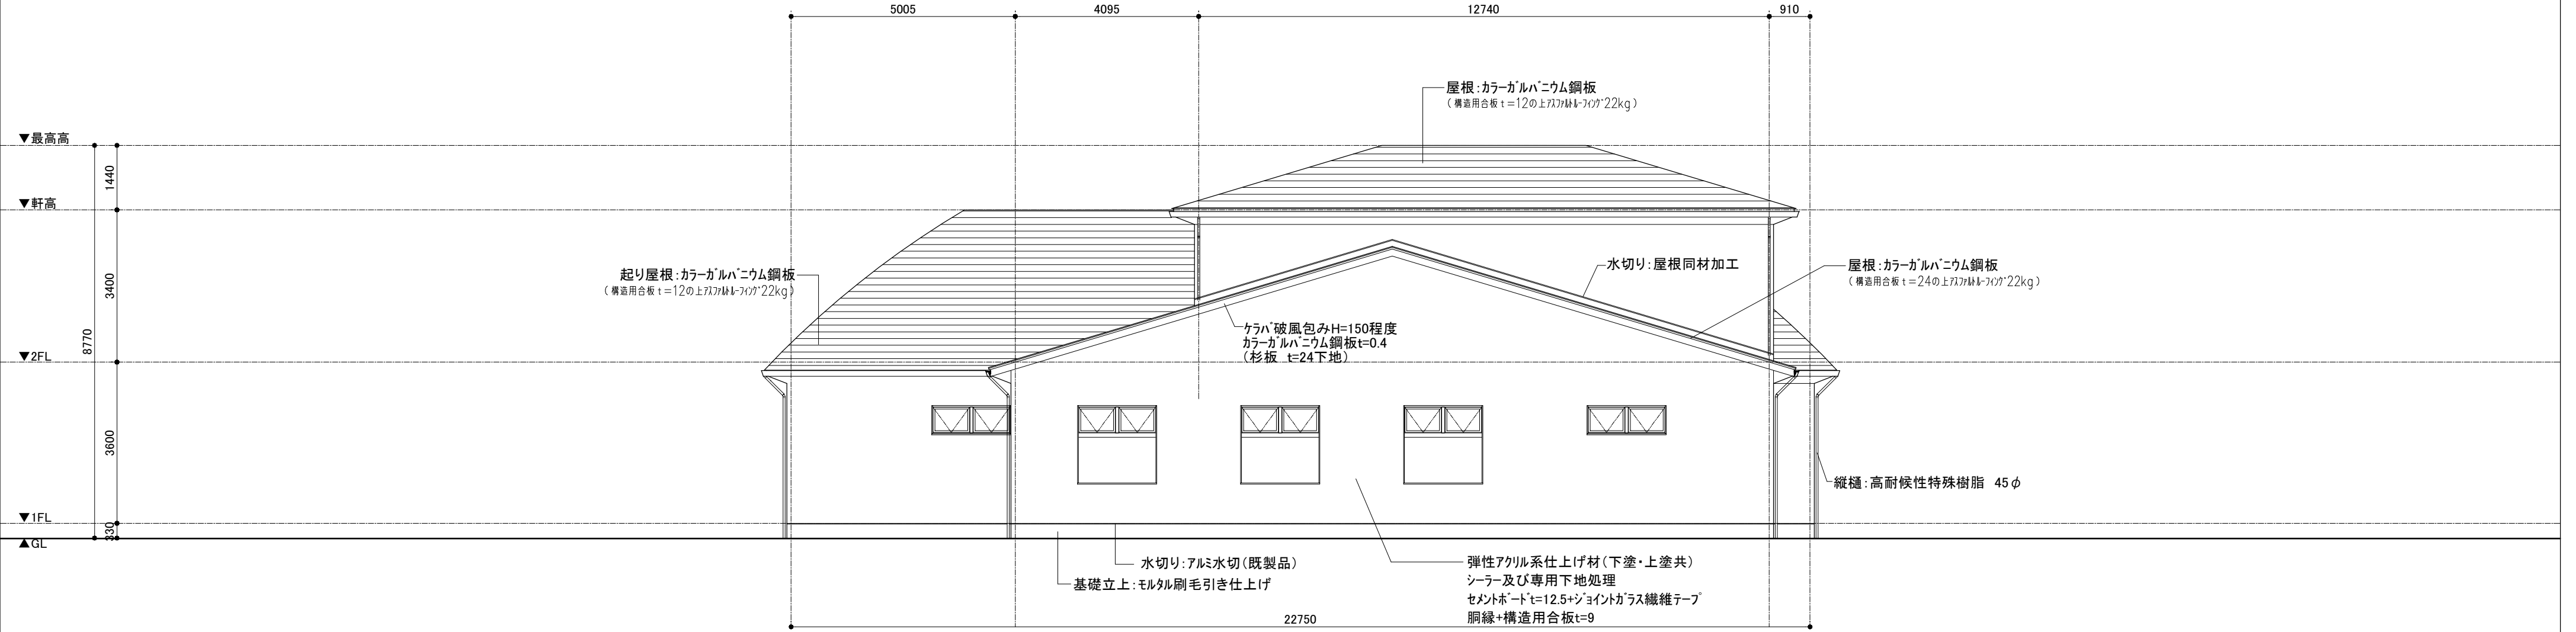 5005
4095
12740
910
屋根:カラーガルバニウム鋼板
(構造用合板t=12の上アスファルトルーフィング22kg)
▼最高高
1440
▼軒高
3400
8770
起り屋根:カラーガルバニウム鋼板
(構造用合板t=12の上アスファルトルーフィング22kg)
水切り:屋根同材加工
屋根:カラーガルバニウム鋼板
(構造用合板t=24の上アスファルトルーフィング22kg)
ケラバ破風包みH=150程度
カラーガルバニウム鋼板t=0.4
(杉板 t=24下地)
▼2FL
3600
縦樋:高耐候性特殊樹脂 45φ
▼1FL
330
▲GL
水切り:アルミ水切(既製品)
基礎立上:モルタル刷毛引き仕上げ
弾性アクリル系仕上げ材(下塗・上塗共)
シーラー及び専用下地処理
セメントボードt=12.5+ジョイントガラス繊維テープ
胴縁+構造用合板t=9
22750